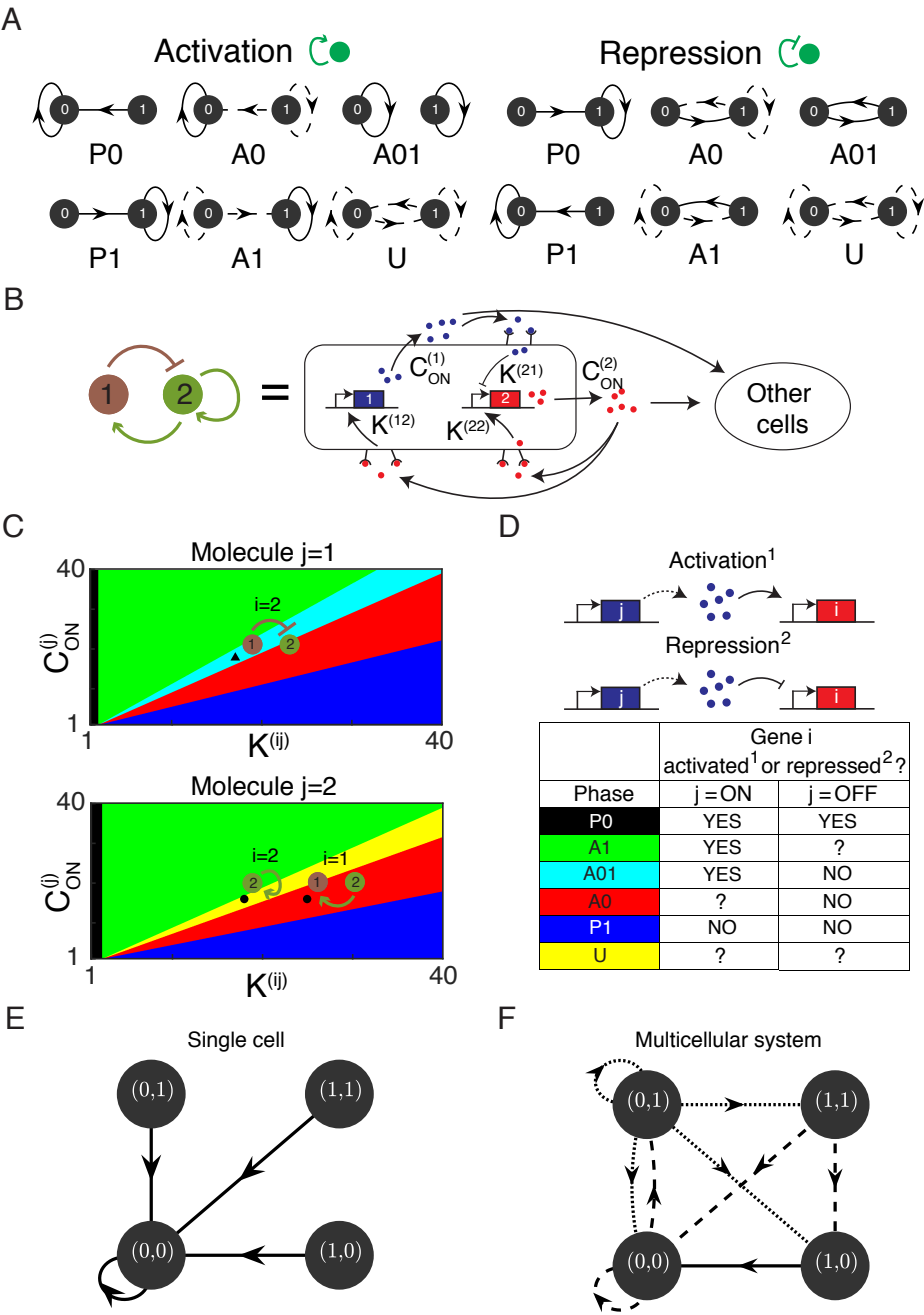 A
Activation
Repression
0 1 0 1 0 1 0 1 0 1 0 1
P0 A0 A01 P0 A0 A01
0 1 0 1 0 1 0 1 0 1 0 1
P1 A1 U P1 A1 U
B
1 2 =
C_ON^(1) K^(21) C_ON^(2)
1 2
K^(12) K^(22)
Other
cells
C
Molecule j=1
40
i=2
1 2
C_ON^(j)
1
1 K^(ij) 40
Molecule j=2
40
i=2 i=1
2 1 2
C_ON^(j)
1
1 K^(ij) 40
D
Activation¹
j i
Repression²
j i
Gene i
activated¹ or repressed²?
Phase j=ON j=OFF
P0 YES YES
A1 YES ?
A01 YES NO
A0 ? NO
P1 NO NO
U ? ?
E
Single cell
(0,1) (1,1)
(0,0) (1,0)
F
Multicellular system
(0,1) (1,1)
(0,0) (1,0)